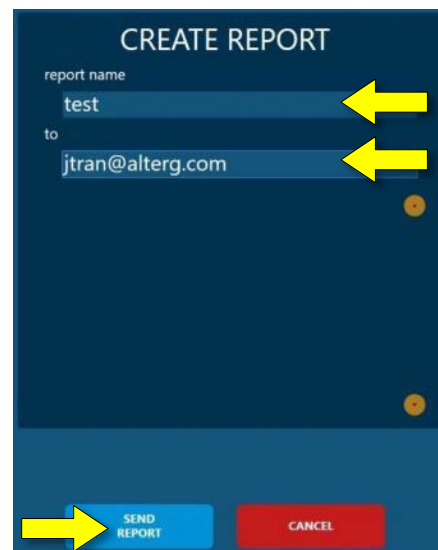 CREATE REPORT
report name
test
to
jtran@alterg.com
SEND
REPORT
CANCEL